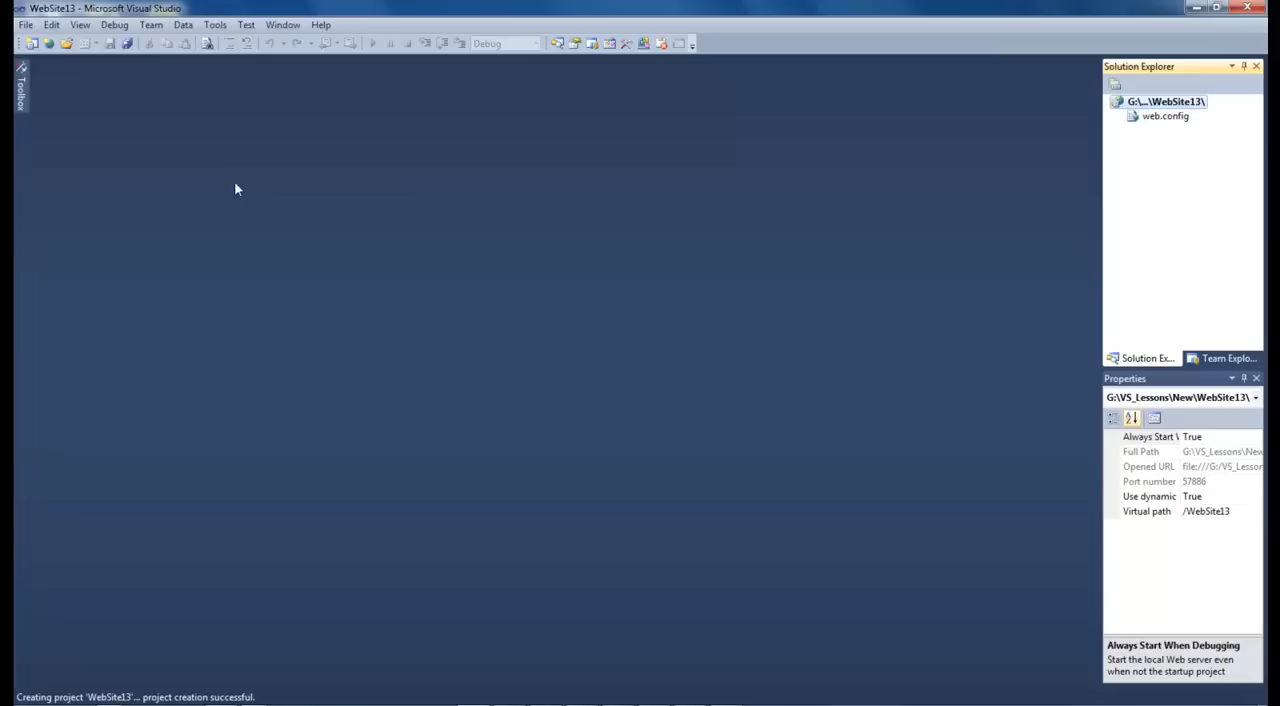 WebSite13 - Microsoft Visual Studio
File Edit View Debug Team Data Tools Test Window Help
Debug
Toolbox
Solution Explorer
G:\...\WebSite13\
web.config
Solution Ex... Team Explo...
Properties
G:\VS_Lessons\New\WebSite13\
Always Start \ True
Full Path G:\VS_Lessons\New
Opened URL file:///G:/VS_Lesson
Port number 57886
Use dynamic True
Virtual path /WebSite13
Always Start When Debugging
Start the local Web server even
when not the startup project
Creating project 'WebSite13'... project creation successful.